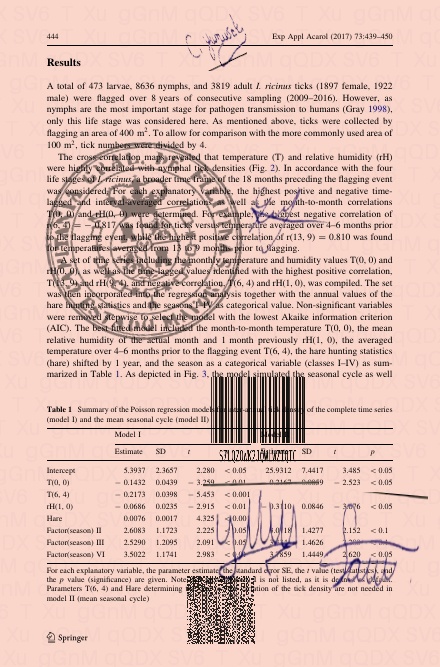 444 Exp Appl Acarol (2017) 73:439–450
Results
A total of 473 larvae, 8636 nymphs, and 3819 adult I. ricinus ticks (1897 female, 1922
male) were flagged over 8 years of consecutive sampling (2009–2016). However, as
nymphs are the most important stage for pathogen transmission to humans (Gray 1998),
only this life stage was considered here. As mentioned above, ticks were collected by
flagging an area of 400 m². To allow for comparison with the more commonly used area of
100 m², tick numbers were divided by 4.
The cross-correlation maps revealed that temperature (T) and relative humidity (rH)
were highly correlated with nymphal tick densities (Fig. 2). In accordance with the four
life stages of I. ricinus, a broader time frame of the 18 months preceding the flagging event
was considered. For each explanatory variable, the highest positive and negative time-
lagged and interval-averaged correlations as well as the month-to-month correlations
T(0, 0) and rH(0, 0) were determined. For example, the highest negative correlation of
r(6, 4) = −0.817 was found for ticks versus temperature averaged over 4–6 months prior
to the flagging event, while the highest positive correlation of r(13, 9) = 0.810 was found
to temperatures averaged from 13 to 9 months prior to flagging.
A set of time series including the monthly temperature and humidity values T(0, 0) and
rH(0, 0), as well as the time-lagged values identified with the highest positive correlation,
T(13, 9) and rH(9, ), and negative correlation, T(6, 4) and rH(1, 0), was compiled. The set
was then incorporated into the regression analysis together with the annual values of the
hare hunting statistics and the season I–IV as categorical value. Non-significant variables
were removed stepwise to select the model with the lowest Akaike information criterion
(AIC). The best fitted model included the month-to-month temperature T(0, 0), the mean
relative humidity of the actual month and 1 month previously rH(1, 0), the averaged
temperature over 4–6 months prior to the flagging event T(6, 4), the hare hunting statistics
(hare) shifted by 1 year, and the season as a categorical variable (classes I–IV) as sum-
marized in Table 1. As depicted in Fig. 3, the model simulated the seasonal cycle as well
Table 1 Summary of the Poisson regression models for tick density of the complete time series
(model I) and the mean seasonal cycle (model II)
Model I
Estimate SD z p SD z p
Intercept 5.3937 2.3657 2.280 < 0.05 25.9312 7.4417 3.485 < 0.05
T(0, 0) − 0.1432 0.0439 − 3.259 < 0.01 − 2.523 < 0.05
T(6, 4) − 0.2173 0.0398 − 5.453 < 0.001
rH(1, 0) − 0.0686 0.0235 − 2.915 < 0.01 0.0846 < 0.05
Hare 0.0076 0.0017 4.325 < 0.001
Factor(season) II 2.6083 1.1723 2.225 < 0.05 1.4277 2.152 < 0.1
Factor(season) III 2.5290 1.2095 2.091 < 0.05 1.4626
Factor(season) VI 3.5022 1.1741 2.983 < 0.05 1.4449 2.620 < 0.05
For each explanatory variable, the parameter estimate, the standard error SE, the z value (test statistics), and
the p value (significance) are given. Note, is not listed, as it is
Parameters T(6, 4) and Hare determining of the tick density are not needed in
model II (mean seasonal cycle)
Springer